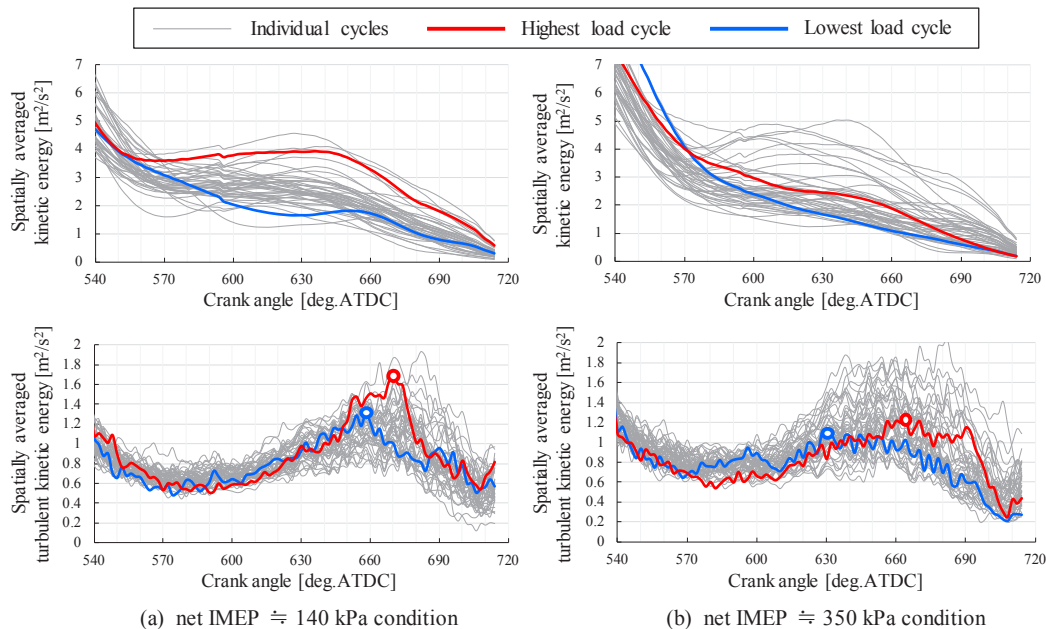 Individual cycles Highest load cycle Lowest load cycle
Spatially averaged
kinetic energy [m²/s²]
7
6
5
4
3
2
1
0
540 570 600 630 660 690 720
Crank angle [deg.ATDC]
Spatially averaged
kinetic energy [m²/s²]
7
6
5
4
3
2
1
0
540 570 600 630 660 690 720
Crank angle [deg.ATDC]
Spatially averaged
turbulent kinetic energy [m²/s²]
2
1.8
1.6
1.4
1.2
1
0.8
0.6
0.4
0.2
0
540 570 600 630 660 690 720
Crank angle [deg.ATDC]
Spatially averaged
turbulent kinetic energy [m²/s²]
2
1.8
1.6
1.4
1.2
1
0.8
0.6
0.4
0.2
0
540 570 600 630 660 690 720
Crank angle [deg.ATDC]
(a) net IMEP ≒ 140 kPa condition
(b) net IMEP ≒ 350 kPa condition